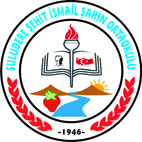 SULUDERE ŞEHİT İSMAİL ŞAHİN ORTAOKULU
-1946-